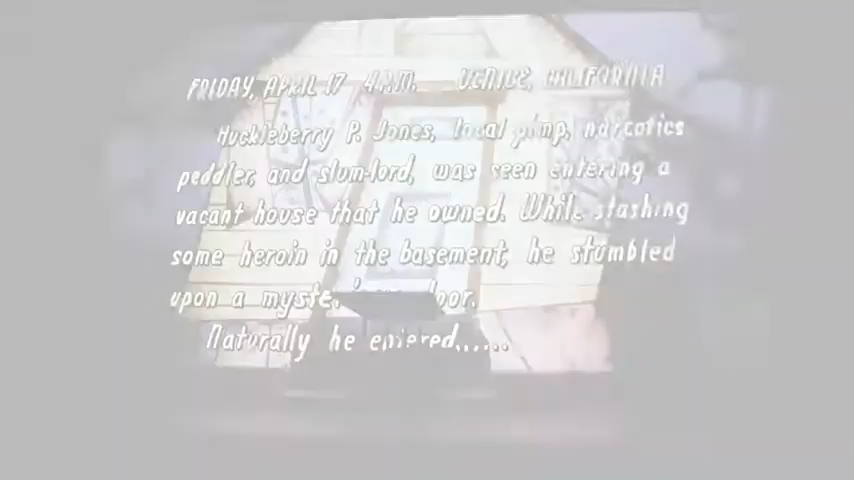 FRIDAY, APRIL 17 4 P.M. VENICE, CALIFORNIA
Huckleberry P. Jones, local pimp, narcotics
peddler, and slum-lord, was seen entering a
vacant house that he owned. While stashing
some heroin in the basement, he stumbled
upon a door.
Naturally he entered......